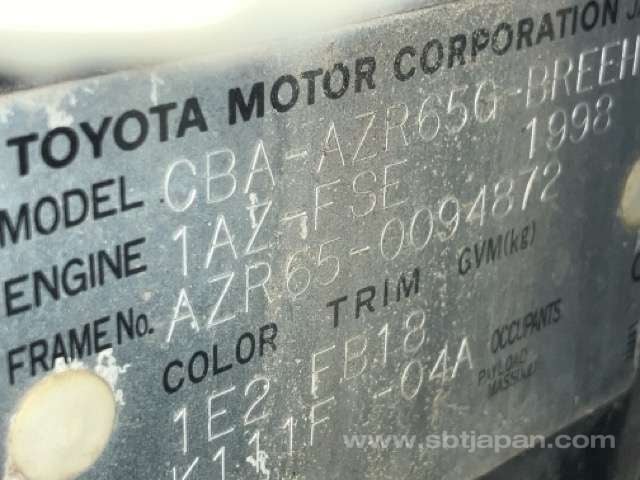 TOYOTA MOTOR CORPORATION
MODEL CBA-AZR65G-BREEH
ENGINE 1AZ-FSE 1998
FRAME No. AZR65-0094872
COLOR TRIM GVM(kg)
1E2 FB18 OCCUPANTS
K111F -04A PAYLOAD
www.sbtjapan.com